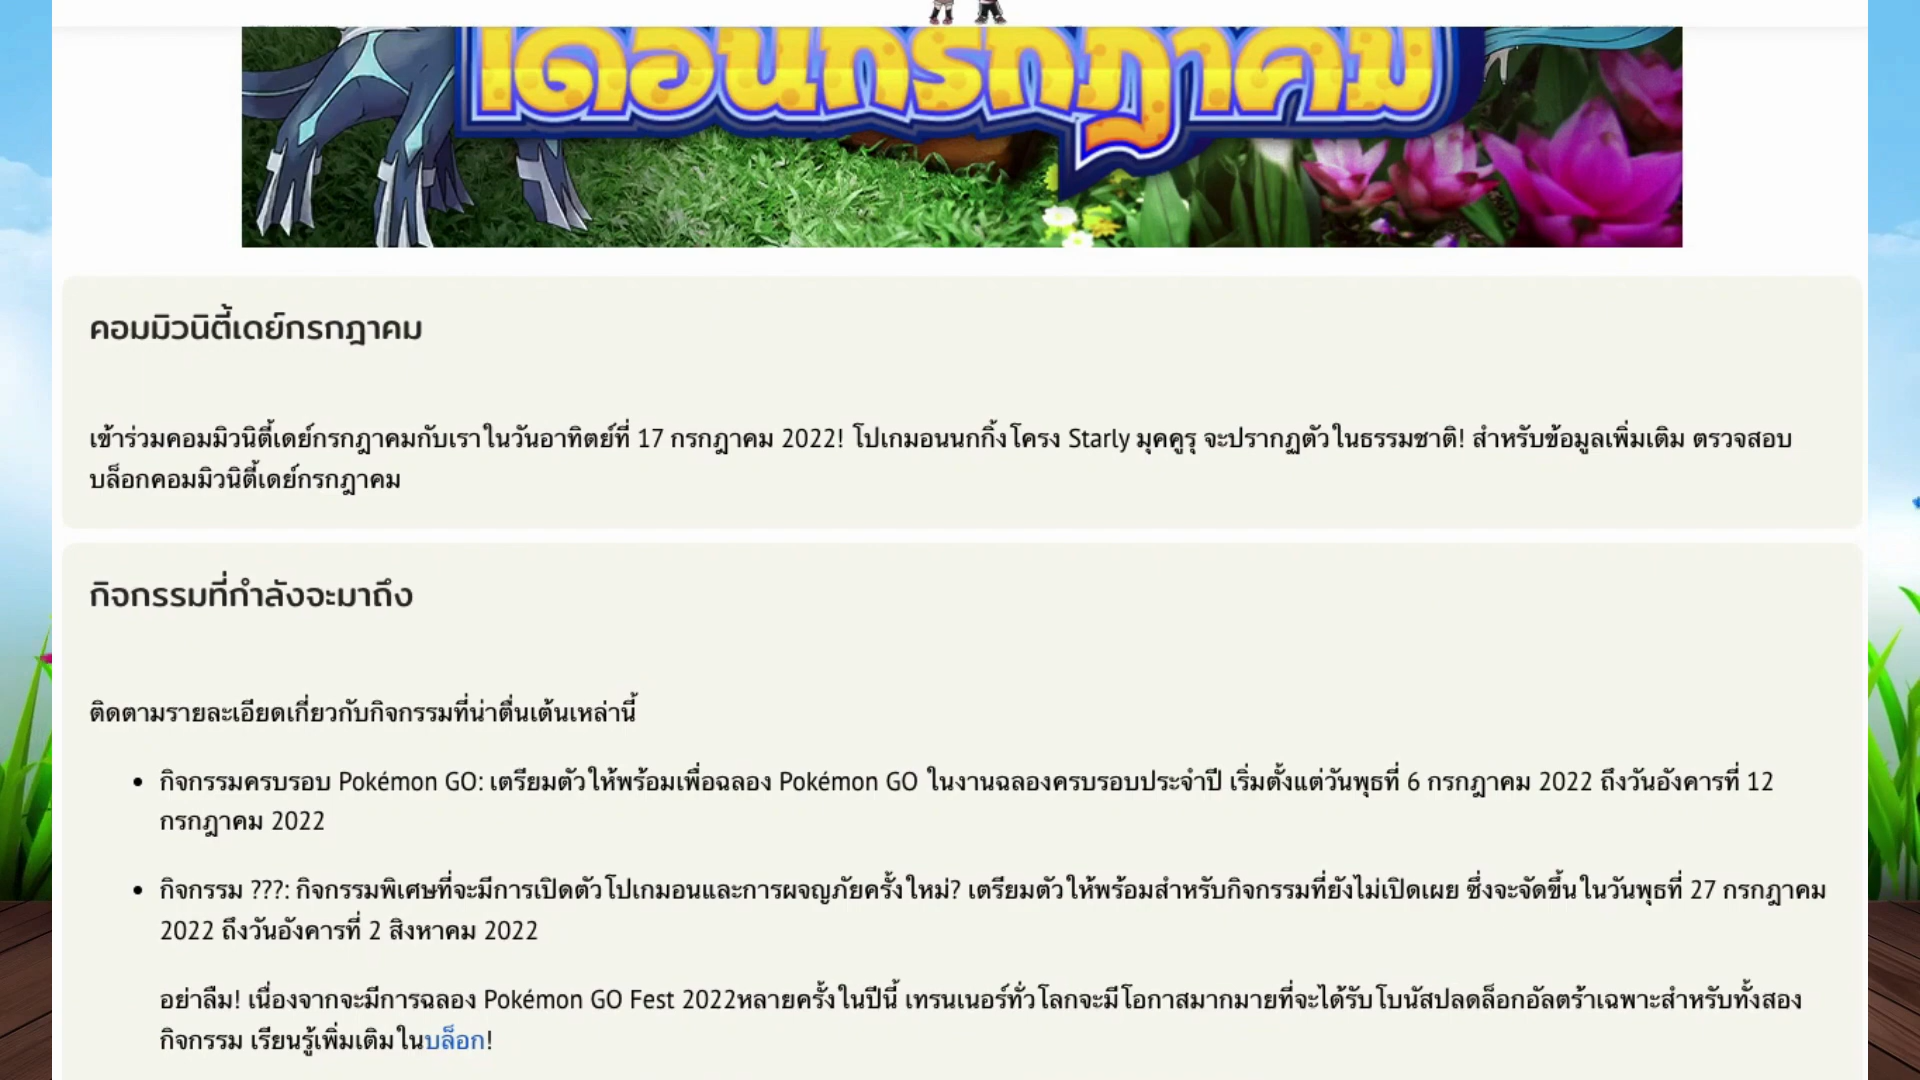 เดือนกรกฎาคม
คอมมิวนิตี้เดย์กรกฎาคม
เข้าร่วมคอมมิวนิตี้เดย์กรกฎาคมกับเราในวันอาทิตย์ที่ 17 กรกฎาคม 2022! โปเกมอนนกกิ้งโครง Starly มุคคูรุ จะปรากฏตัวในธรรมชาติ! สำหรับข้อมูลเพิ่มเติม ตรวจสอบ
บล็อกคอมมิวนิตี้เดย์กรกฎาคม
กิจกรรมที่กำลังจะมาถึง
ติดตามรายละเอียดเกี่ยวกับกิจกรรมที่น่าตื่นเต้นเหล่านี้
• กิจกรรมครบรอบ Pokémon GO: เตรียมตัวให้พร้อมเพื่อฉลอง Pokémon GO ในงานฉลองครบรอบประจำปี เริ่มตั้งแต่วันพุธที่ 6 กรกฎาคม 2022 ถึงวันอังคารที่ 12
กรกฎาคม 2022
• กิจกรรม ???: กิจกรรมพิเศษที่จะมีการเปิดตัวโปเกมอนและการผจญภัยครั้งใหม่? เตรียมตัวให้พร้อมสำหรับกิจกรรมที่ยังไม่เปิดเผย ซึ่งจะจัดขึ้นในวันพุธที่ 27 กรกฎาคม
2022 ถึงวันอังคารที่ 2 สิงหาคม 2022
อย่าลืม! เนื่องจากจะมีการฉลอง Pokémon GO Fest 2022หลายครั้งในปีนี้ เทรนเนอร์ทั่วโลกจะมีโอกาสมากมายที่จะได้รับโบนัสปลดล็อกอัลตร้าเฉพาะสำหรับทั้งสอง
กิจกรรม เรียนรู้เพิ่มเติมในบล็อก!